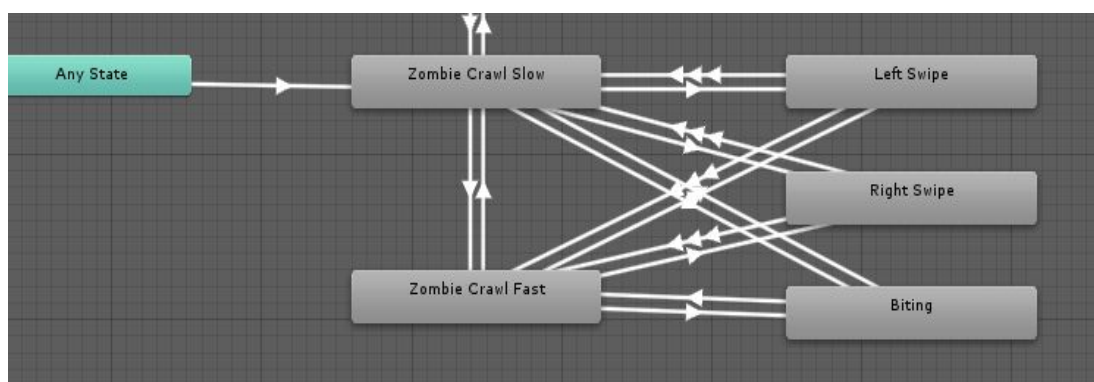 Any State
Zombie Crawl Slow
Left Swipe
Right Swipe
Zombie Crawl Fast
Biting